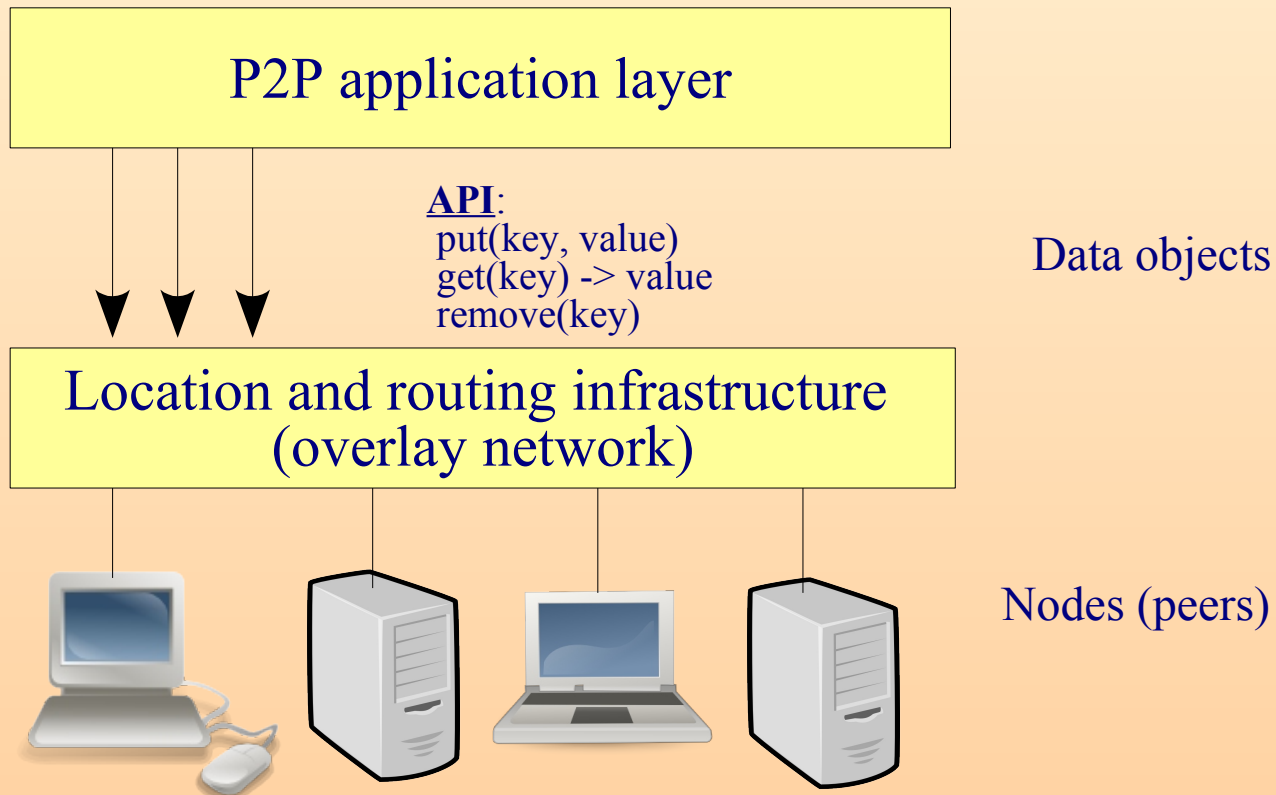 P2P application layer
API:
put(key, value)
get(key) -> value
remove(key)
Data objects
Location and routing infrastructure
(overlay network)
Nodes (peers)